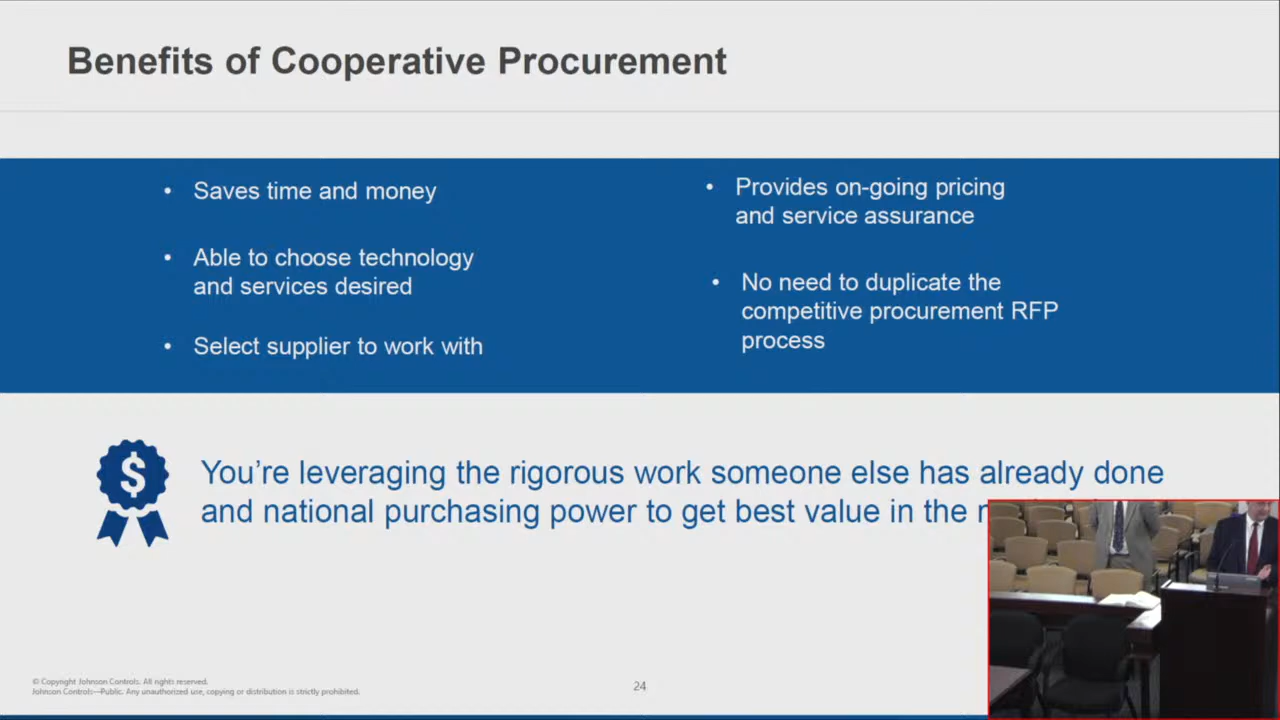 Benefits of Cooperative Procurement
• Saves time and money
• Able to choose technology
and services desired
• Select supplier to work with
• Provides on-going pricing
and service assurance
• No need to duplicate the
competitive procurement RFP
process
$
You’re leveraging the rigorous work someone else has already done
and national purchasing power to get best value in the
© Copyright Johnson Controls. All rights reserved.
Johnson Controls—Public. Any unauthorized use, copying or distribution is strictly prohibited.
24